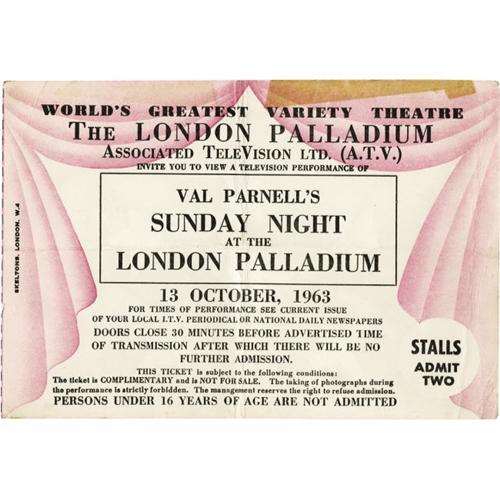 WORLD'S GREATEST VARIETY THEATRE
THE LONDON PALLADIUM
ASSOCIATED TELEVISION LTD. (A.T.V.)
INVITE YOU TO VIEW A TELEVISION PERFORMANCE OF
VAL PARNELL'S
SUNDAY NIGHT
AT THE
LONDON PALLADIUM
13 OCTOBER, 1963
FOR TIMES OF PERFORMANCE SEE CURRENT ISSUE
OF YOUR LOCAL I.T.V. PERIODICAL OR NATIONAL DAILY NEWSPAPERS
DOORS CLOSE 30 MINUTES BEFORE ADVERTISED TIME
OF TRANSMISSION AFTER WHICH THERE WILL BE NO
FURTHER ADMISSION.
THIS TICKET is subject to the following conditions:
The ticket is COMPLIMENTARY and is NOT FOR SALE. The taking of photographs during
the performance is strictly forbidden. The management reserves the right to refuse admission.
PERSONS UNDER 16 YEARS OF AGE ARE NOT ADMITTED
STALLS
ADMIT
TWO
SKELTONS, LONDON, W.4